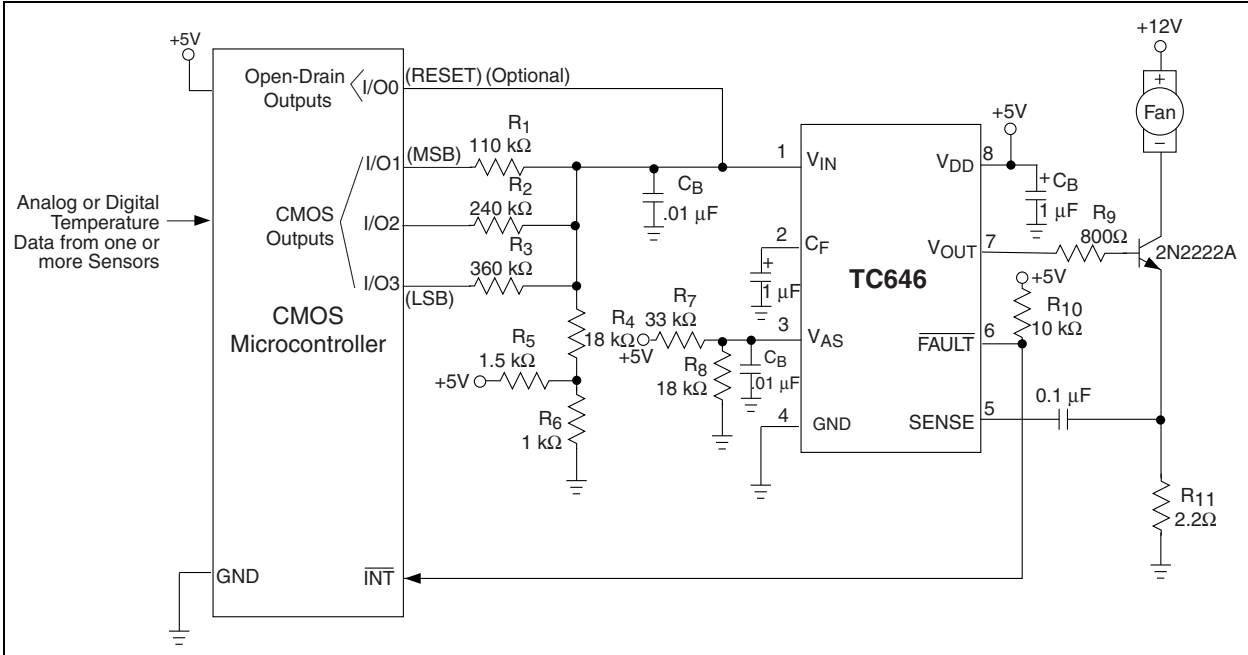 +5V
Open-Drain
Outputs
I/O0
(RESET) (Optional)
R1
110 kΩ
I/O1
(MSB)
R2
240 kΩ
I/O2
CMOS
Outputs
R3
360 kΩ
I/O3
(LSB)
Analog or Digital
Temperature
Data from one or
more Sensors
CMOS
Microcontroller
R4
18 kΩ
R5
1.5 kΩ
+5V
R6
1 kΩ
GND
INT
CB
.01 µF
1 VIN
2 CF
+
1 µF
R7
33 kΩ
+5V
3 VAS
R8
18 kΩ
CB
.01 µF
4 GND
TC646
+5V
VDD 8
+
CB
1 µF
VOUT 7
R9
800Ω
+5V
R10
10 kΩ
6
FAULT
0.1 µF
SENSE 5
+12V
+
Fan
–
2N2222A
R11
2.2Ω